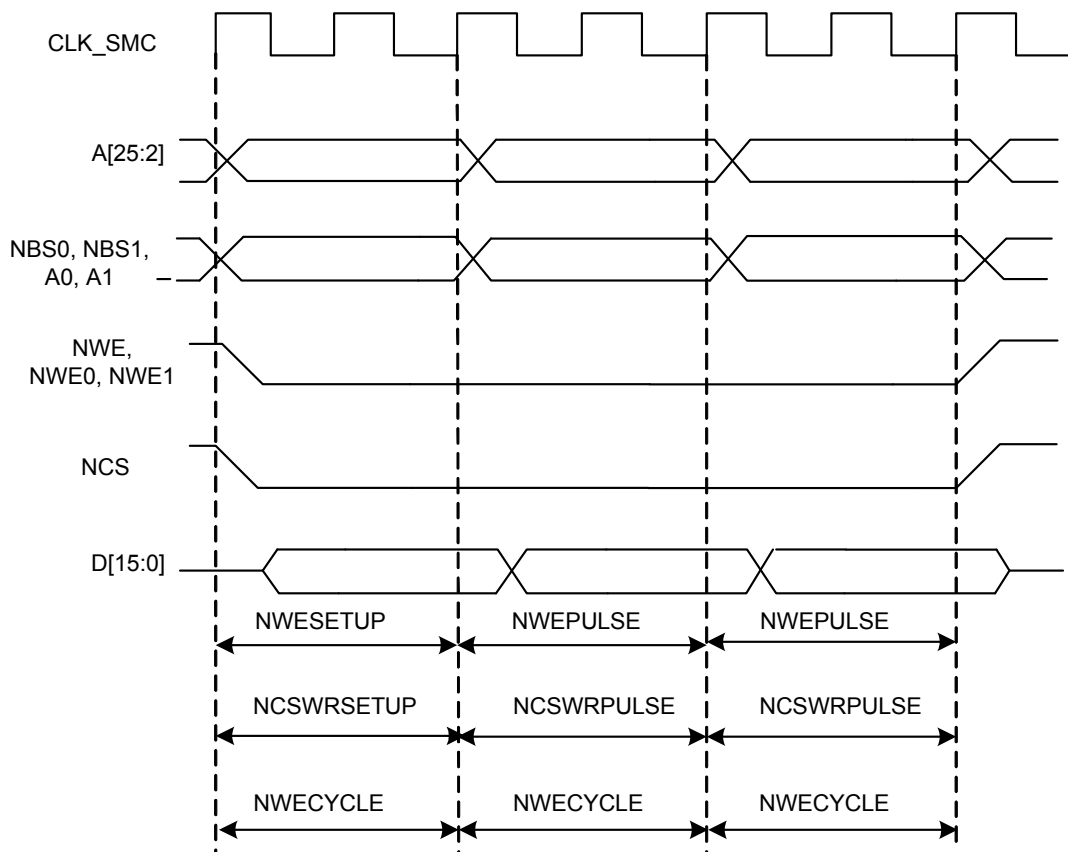 CLK_SMC
A[25:2]
NBS0, NBS1,
A0, A1
NWE,
NWE0, NWE1
NCS
D[15:0]
NWESETUP NWEPULSE NWEPULSE
NCSWRSETUP NCSWRPULSE NCSWRPULSE
NWECYCLE NWECYCLE NWECYCLE